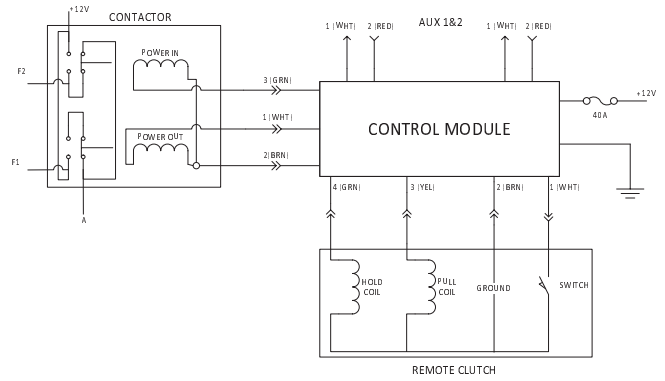 +12V
CONTACTOR
1 (WHT)
2 (RED)
AUX 1&2
1 (WHT)
2 (RED)
POWER IN
F2
3 (GRN)
+12V
40A
1 (WHT)
CONTROL MODULE
POWER OUT
2(BRN)
F1
4 (GRN)
3 (YEL)
2 (BRN)
1 (WHT)
A
HOLD
COIL
PULL
COIL
GROUND
SWITCH
REMOTE CLUTCH